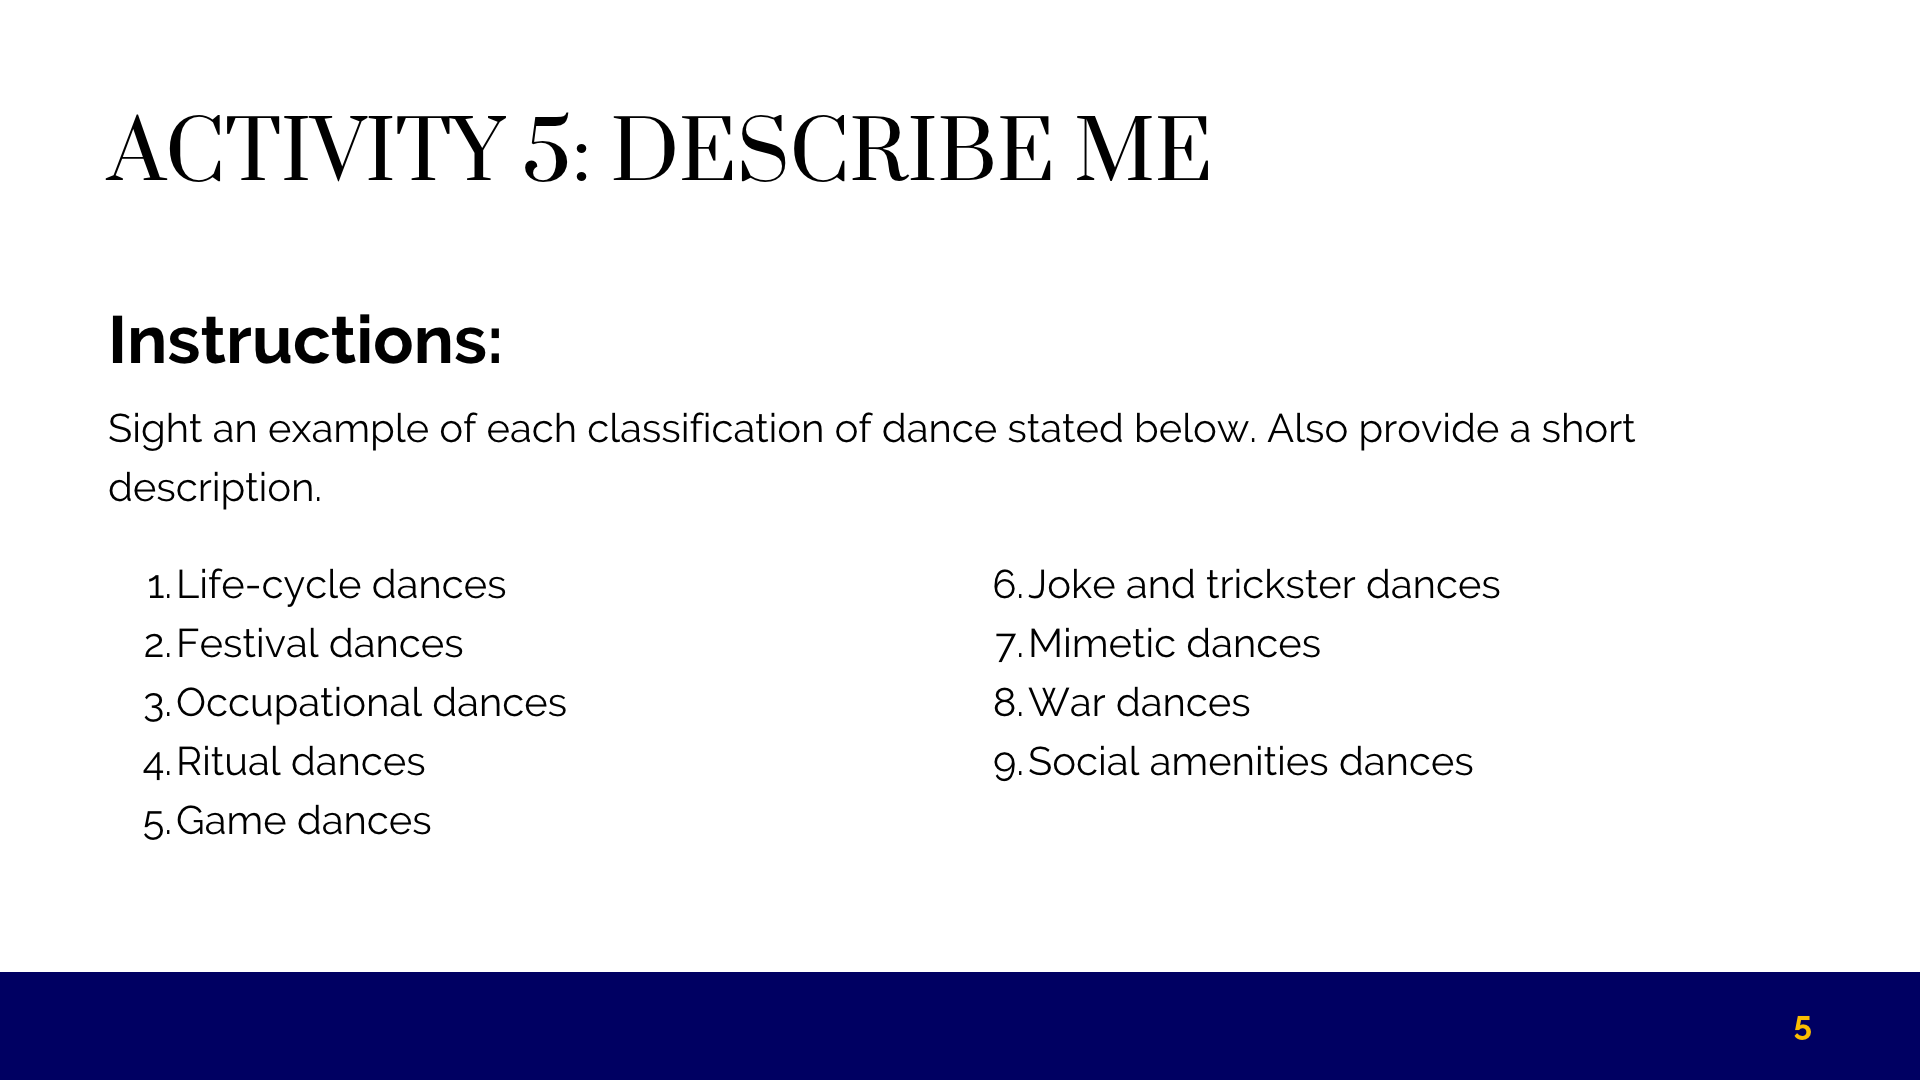 ACTIVITY 5: DESCRIBE ME
Instructions:
Sight an example of each classification of dance stated below. Also provide a short
description.
1. Life-cycle dances
2. Festival dances
3. Occupational dances
4. Ritual dances
5. Game dances
6. Joke and trickster dances
7. Mimetic dances
8. War dances
9. Social amenities dances
5